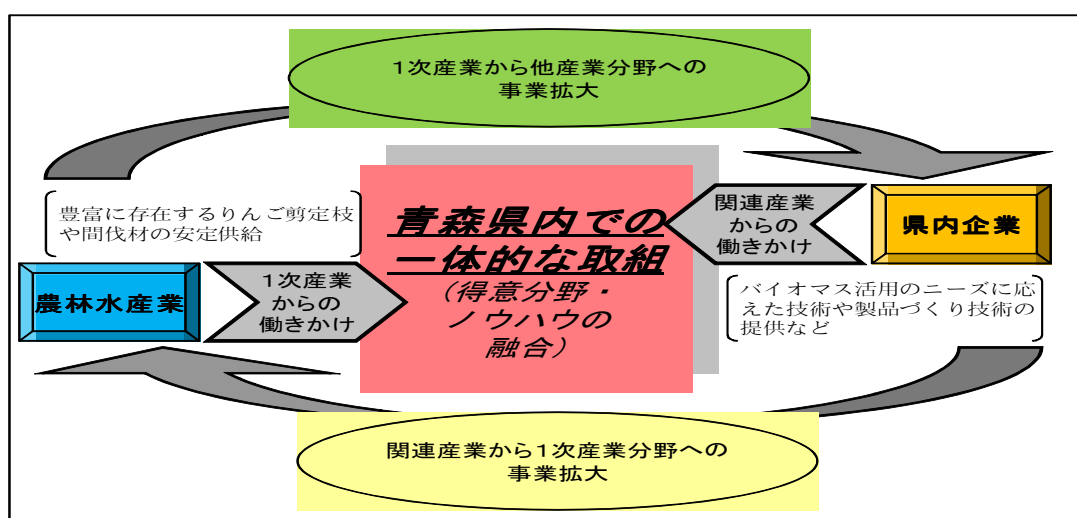 1次産業から他産業分野への
事業拡大
豊富に存在するりんご剪定枝
や間伐材の安定供給
農林水産業
1次産業
からの
働きかけ
青森県内での
一体的な取組
(得意分野・
ノウハウの
融合)
関連産業
からの
働きかけ
県内企業
バイオマス活用のニーズに応
えた技術や製品づくり技術の
提供など
関連産業から1次産業分野への
事業拡大